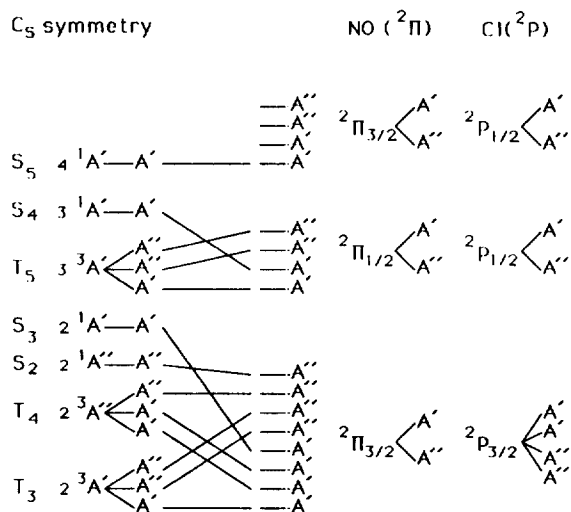 Cs symmetry NO (²Π) Cl(²P)
A″ A′ A′
A″ ²Π3/2 ²P1/2
A′ A″ A″
S5 4 ¹A′ A′ A′
S4 3 ¹A′ A′
A″ A′ A′
A″ A″ ²Π1/2 ²P1/2
T5 3 ³A′ A″ A′ A″ A″
A′ A′
S3 2 ¹A′ A′
S2 2 ¹A″ A″ A″
A″ A″
T4 2 ³A″ A′ A″ A′ A′
A′ A″ A′
A′ ²Π3/2 ²P3/2
A″ A′ A″ A″
T3 2 ³A′ A″ A′ A″
A′ A′